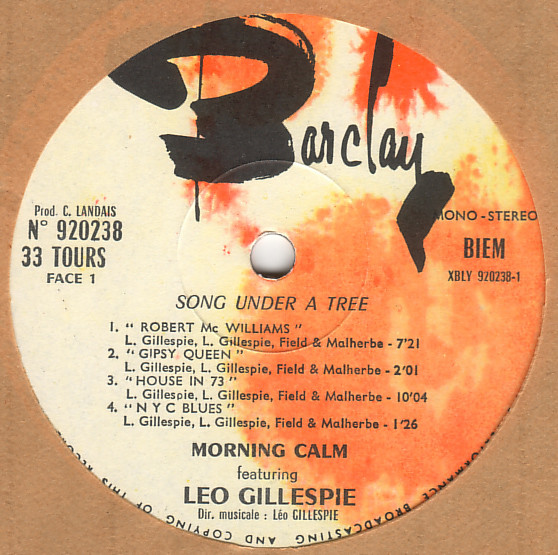 Barclay
Prod. C. LANDAIS
N° 920238
33 TOURS
FACE 1
MONO - STEREO
BIEM
XBLY 920238-1
SONG UNDER A TREE
1. " ROBERT Mc WILLIAMS "
L. Gillespie, L. Gillespie, Field & Malherbe - 7'21
2. " GIPSY QUEEN "
L. Gillespie, L. Gillespie, Field & Malherbe - 2'01
3. " HOUSE IN 73 "
L. Gillespie, L. Gillespie, Field & Malherbe - 10'04
4. " N Y C BLUES "
L. Gillespie, L. Gillespie, Field & Malherbe - 1'26
MORNING CALM
featuring
LEO GILLESPIE
Dir. musicale : Léo GILLESPIE
BROADCASTING AND COPYING OF THIS